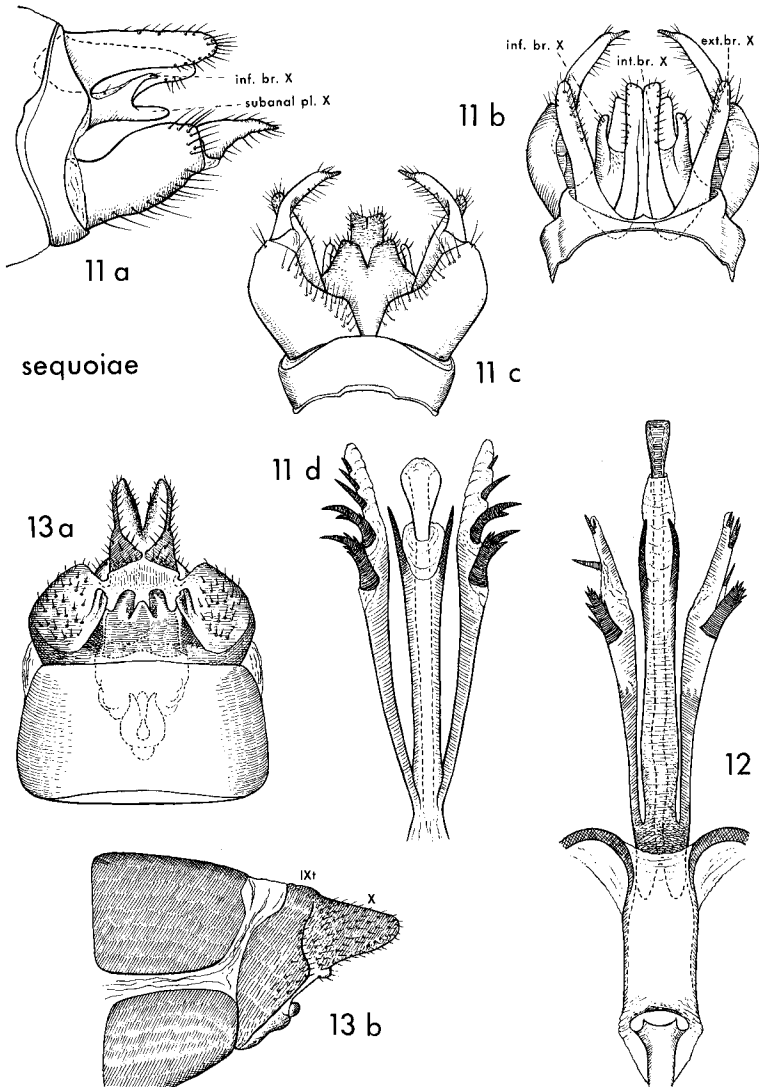 inf. br. X
subanal pl. X
11 a
inf. br. X
int. br. X
ext. br. X
11 b
11 c
sequoiae
11 d
13 a
12
IXt
X
13 b